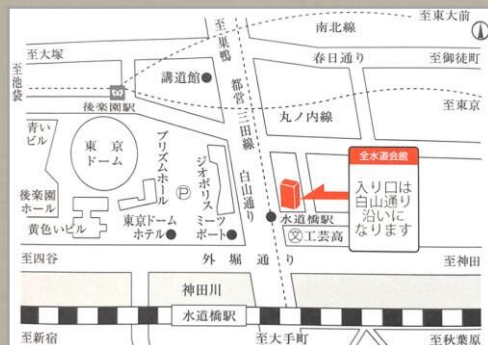 至東大前
南北線
至巣鴨
至大塚
春日通り
至御徒町
至池袋
講道館
都営三田線
後楽園駅
至東京
丸ノ内線
青いビル
東京ドーム
プリズムホール
ジオポリス
白山通り
全水道会館
入り口は
白山通り
沿いに
なります
P
後楽園ホール
黄色いビル
東京ドームホテル
ミーツポート
水道橋駅
文工芸高
至四谷
外堀通り
至神田
神田川
水道橋駅
至新宿
至大手町
至秋葉原